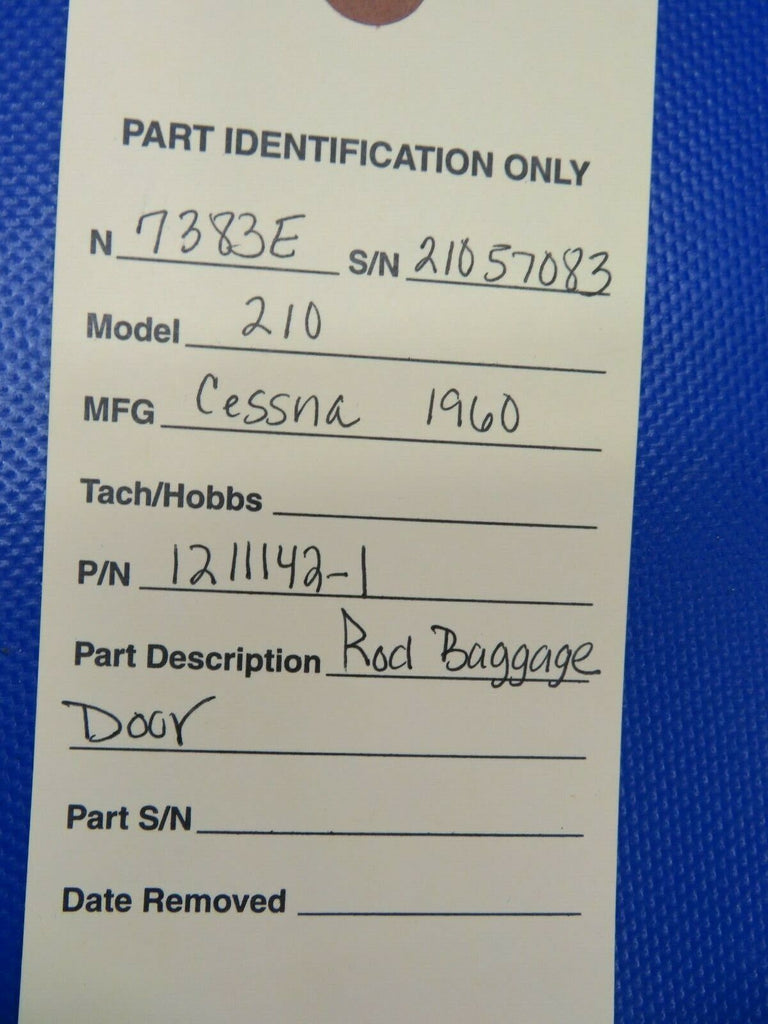 PART IDENTIFICATION ONLY
N 7383E S/N 21057083
Model 210
MFG Cessna 1960
Tach/Hobbs
P/N 1211142-1
Part Description Rod Baggage
Door
Part S/N
Date Removed